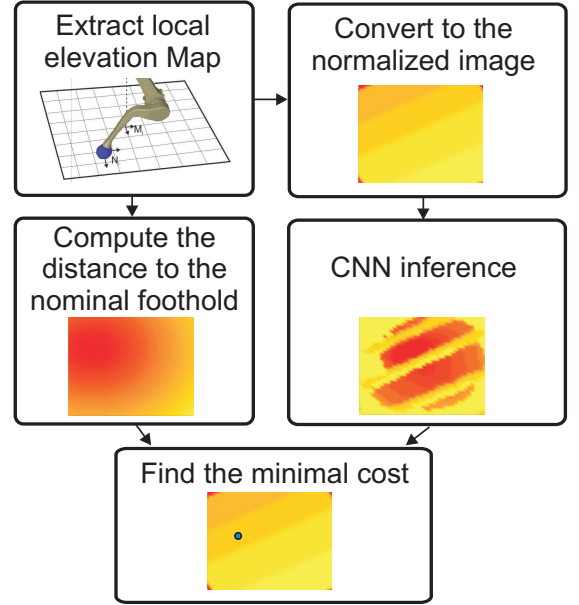 Extract local
elevation Map
M
N
Convert to the
normalized image
Compute the
distance to the
nominal foothold
CNN inference
Find the minimal cost